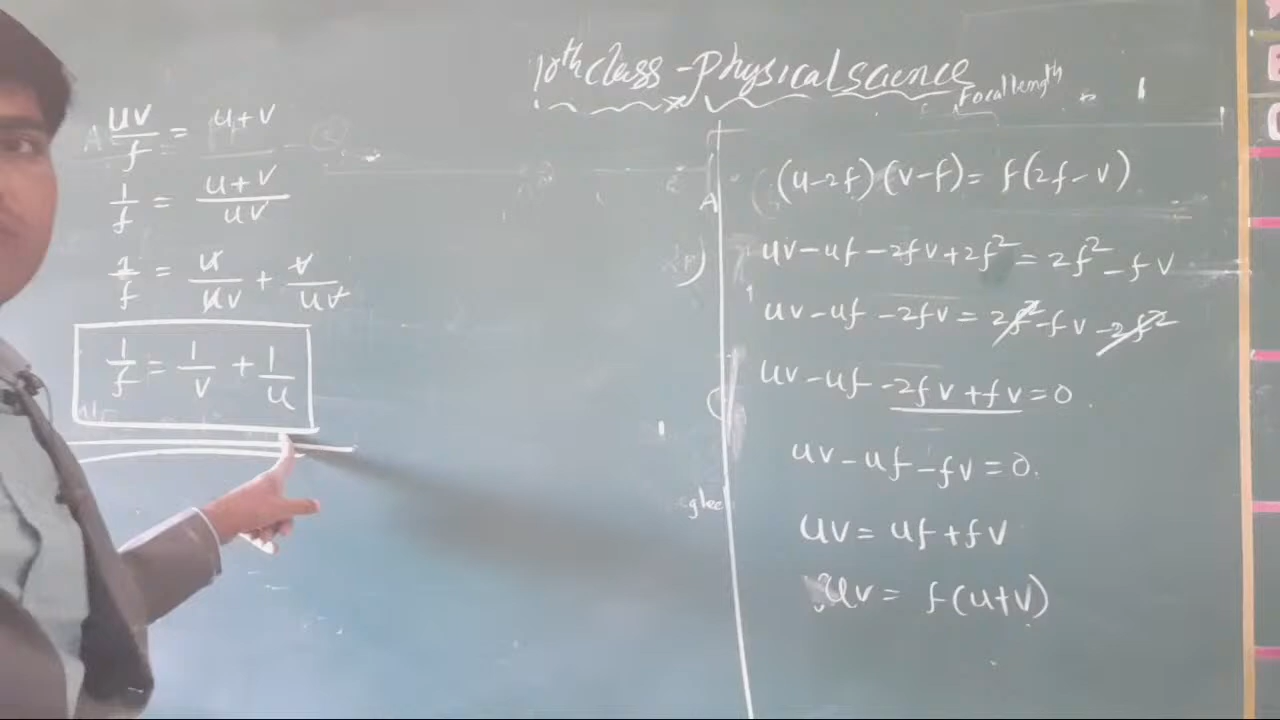 10th class - Physical science
Focal length
(u-2f)(v-f)= f(2f-v)
uv-uf-2fv+2f²=2f²-fv
uv-uf-2fv=2f²-fv-2f²
uv-uf-2fv+fv=0
uv-uf-fv=0.
uv= uf+fv
uv= f(u+v)
uv/f = u+v
1/f = u+v/uv
1/f = u/uv + v/uv
1/f = 1/v + 1/u